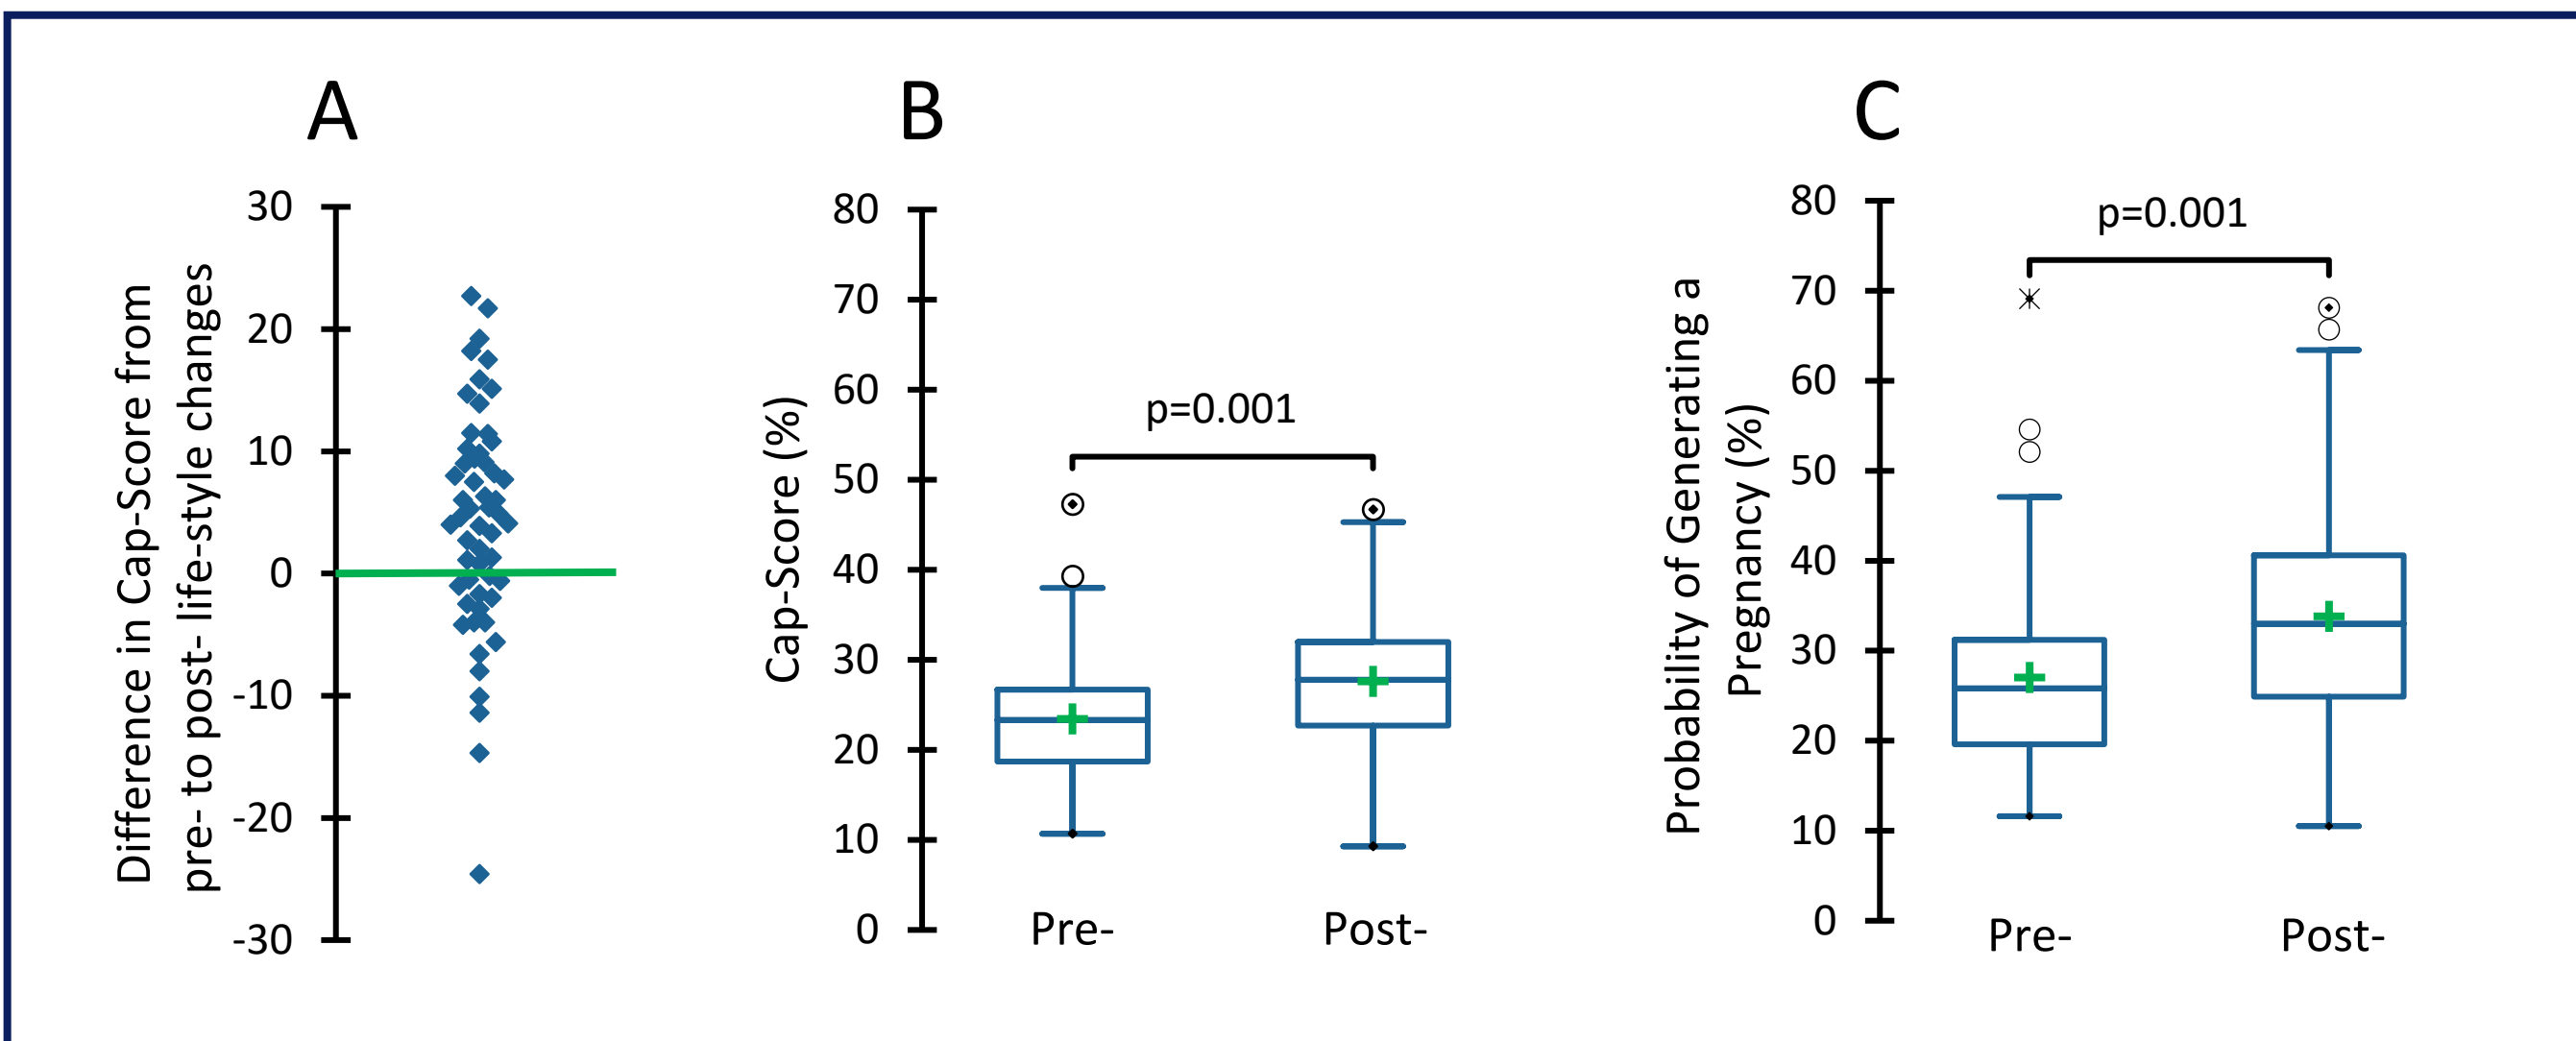 A
Difference in Cap-Score from
pre- to post- life-style changes
30
20
10
0
-10
-20
-30
B
Cap-Score (%)
80
70
60
50
40
30
20
10
0
p=0.001
Pre-
Post-
C
Probability of Generating a
Pregnancy (%)
80
70
60
50
40
30
20
10
0
p=0.001
Pre-
Post-